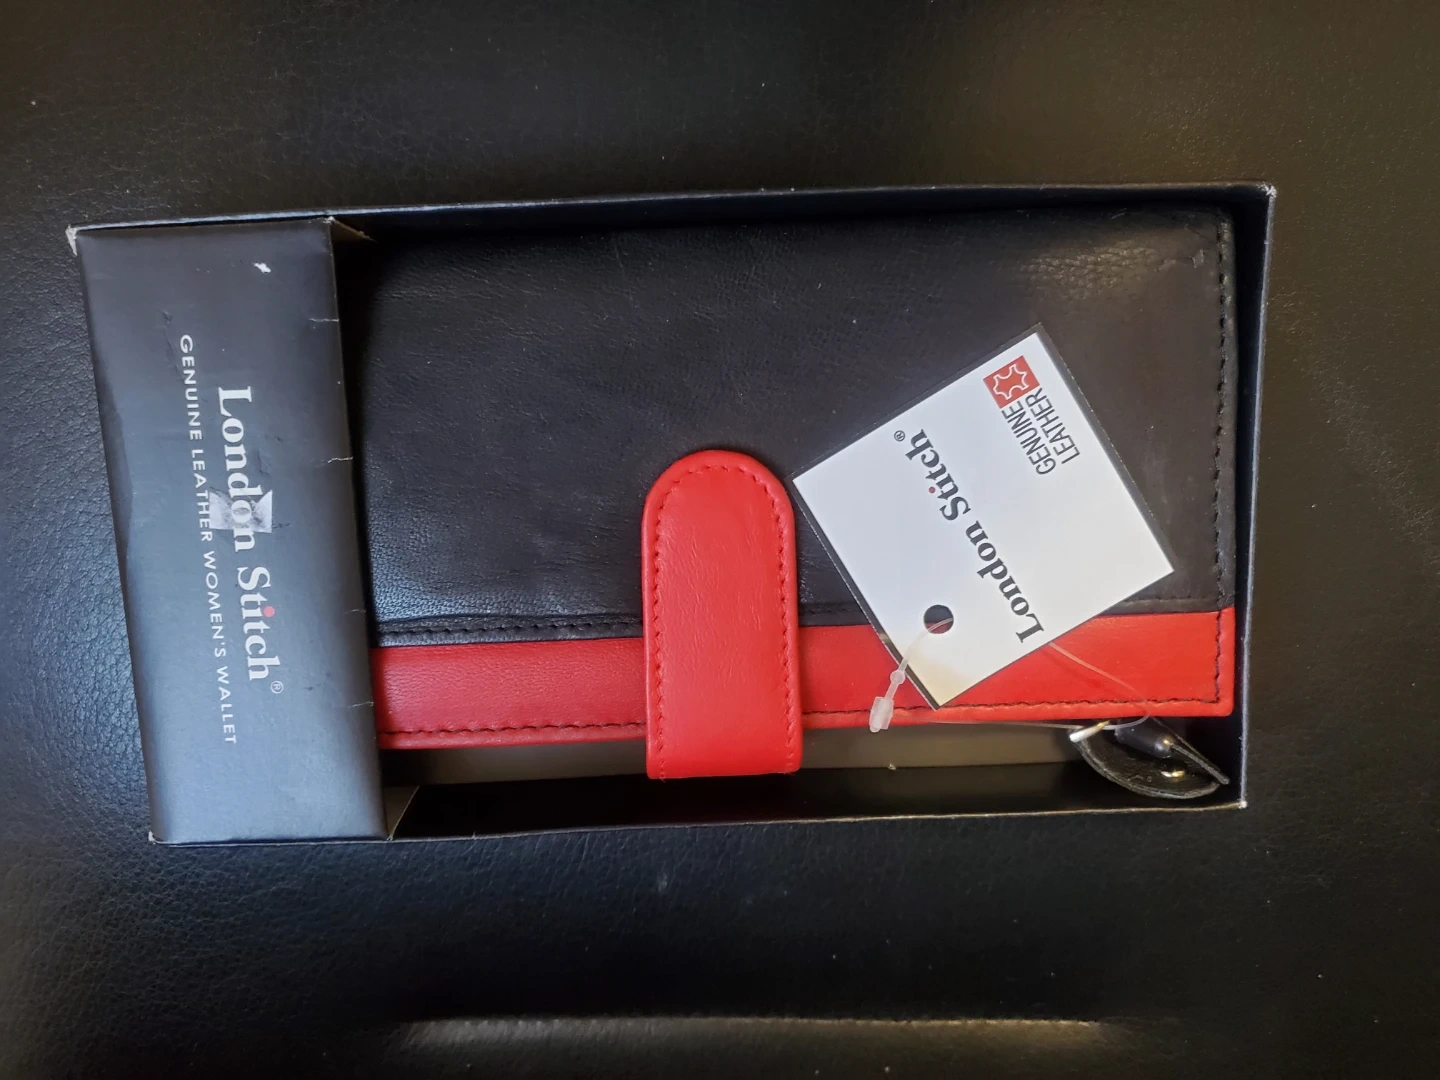 London Stitch®
GENUINE LEATHER WOMEN'S WALLET
London Stitch®
GENUINE
LEATHER